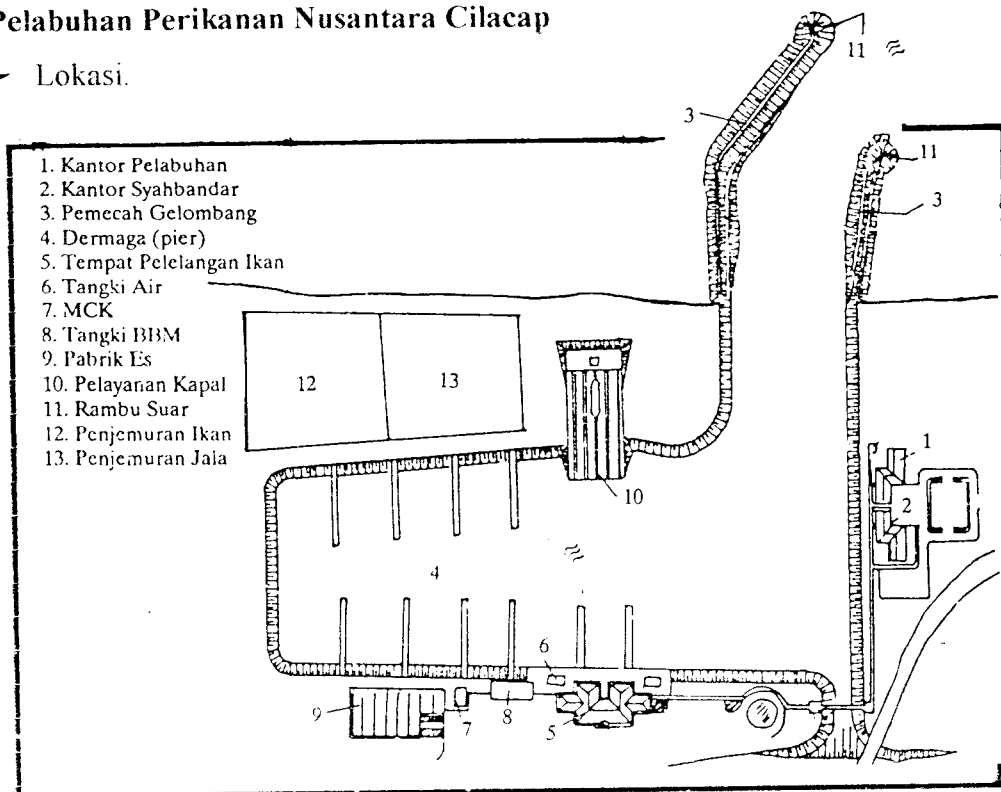 Pelabuhan Perikanan Nusantara Cilacap
Lokasi.
1. Kantor Pelabuhan
2. Kantor Syahbandar
3. Pemecah Gelombang
4. Dermaga (pier)
5. Tempat Pelelangan Ikan
6. Tangki Air
7. MCK
8. Tangki BBM
9. Pabrik Es
10. Pelayanan Kapal
11. Rambu Suar
12. Penjemuran Ikan
13. Penjemuran Jala
11
3
11
3
12
13
10
1
2
4
6
9
7
8
5